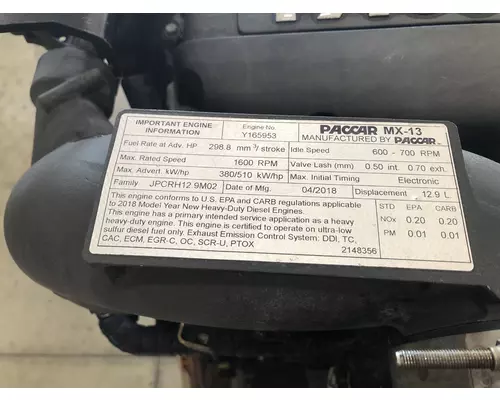 IMPORTANT ENGINE INFORMATION
Engine No.
Y165953
PACCAR MX-13
MANUFACTURED BY PACCAR
Fuel Rate at Adv. HP 298.8 mm³/stroke
Idle Speed 600 - 700 RPM
Max. Rated Speed 1600 RPM
Valve Lash (mm) 0.50 int. 0.70 exh.
Max. Advert. kW/hp 380/510 kW/hp
Max. Initial Timing Electronic
Family JPCRH12.9M02
Date of Mfg. 04/2018
Displacement 12.9 L
This engine conforms to U.S. EPA and CARB regulations applicable
to 2018 Model Year New Heavy-Duty Diesel Engines.
This engine has a primary intended service application as a heavy
heavy-duty engine. This engine is certified to operate on ultra-low
sulfur diesel fuel only. Exhaust Emission Control System: DDI, TC,
CAC, ECM, EGR-C, OC, SCR-U, PTOX
2148356
STD EPA CARB
NOx 0.20 0.20
PM 0.01 0.01